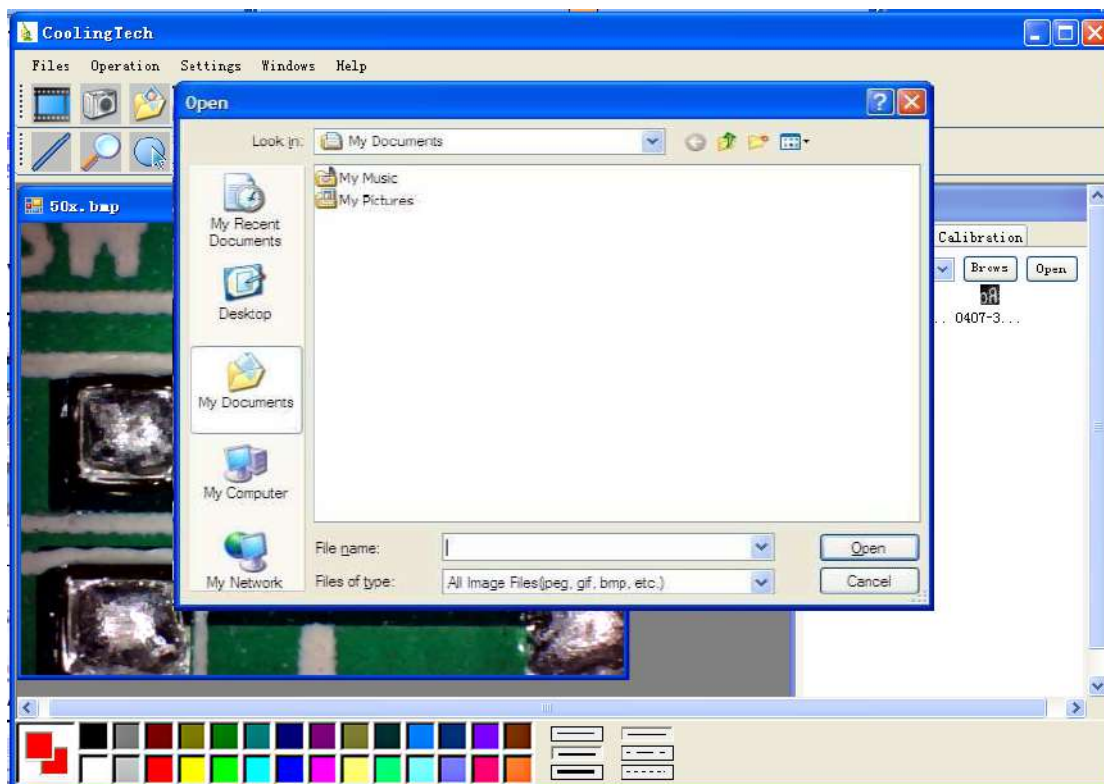 CoolingTech
Files Operation Settings Windows Help
Open
Look in: My Documents
My Music
My Pictures
My Recent
Documents
Desktop
My Documents
My Computer
My Network
File name:
Open
Files of type: All Image Files(jpeg, gif, bmp, etc.)
Cancel
50x.bmp
Calibration
Brows Open
.. 0407-3...